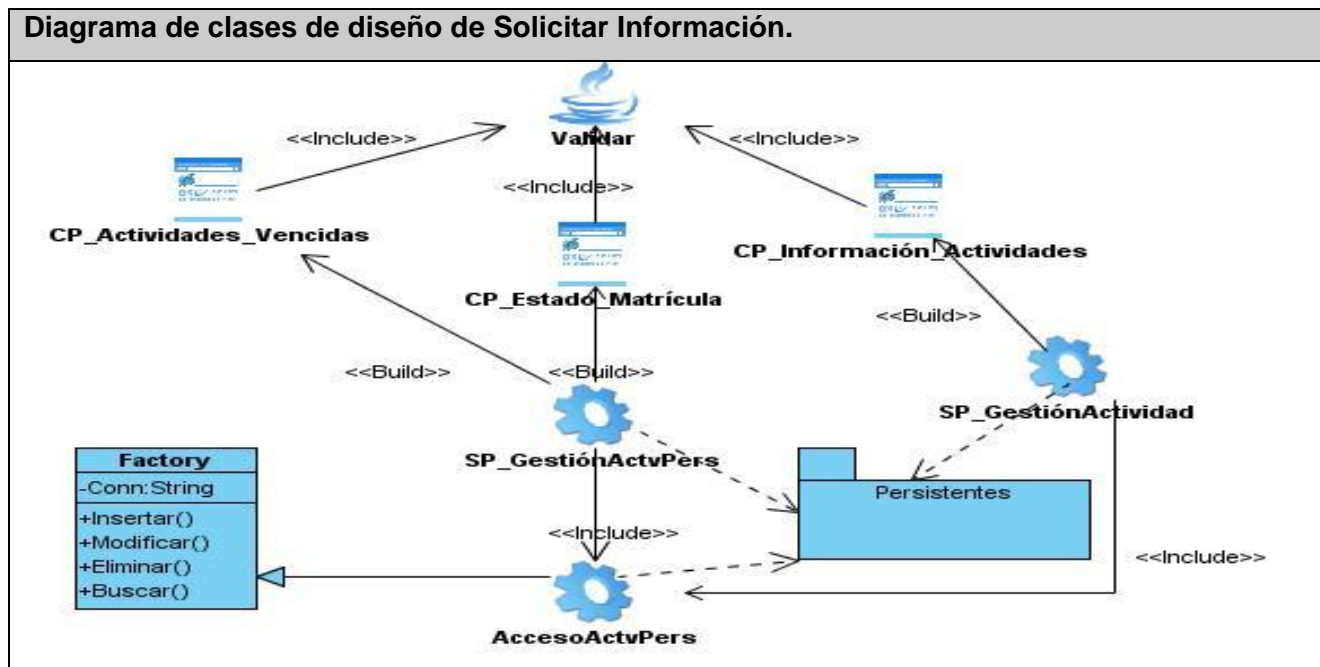 Diagrama de clases de diseño de Solicitar Información.
<<Include>>
Validar
<<Include>>
<<Include>>
CP_Actividades_Vencidas
CP_Información_Actividades
CP_Estado_Matrícula
<<Build>>
<<Build>>
<<Build>>
SP_GestiónActividad
SP_GestiónActvPers
Factory
-Conn:String
+Insertar()
+Modificar()
+Eliminar()
+Buscar()
Persistentes
<<Include>>
<<Include>>
AccesoActvPers